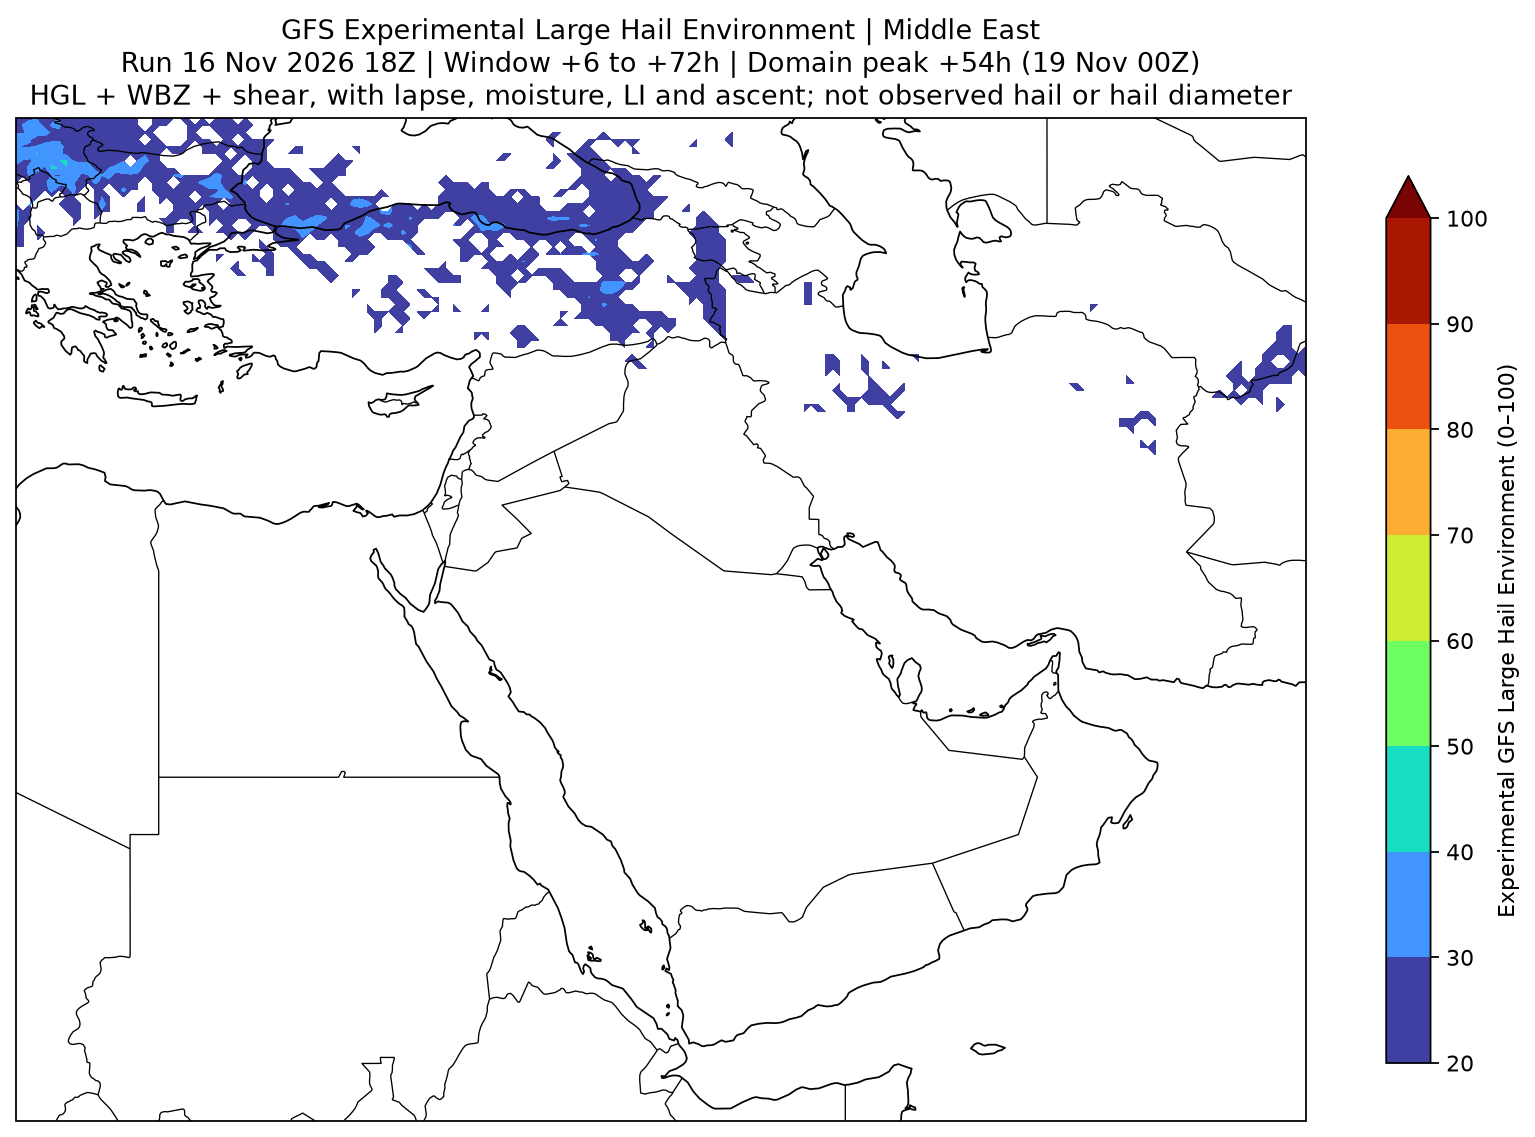 GFS Experimental Large Hail Environment | Middle East
Run 16 Nov 2026 18Z | Window +6 to +72h | Domain peak +54h (19 Nov 00Z)
HGL + WBZ + shear, with lapse, moisture, LI and ascent; not observed hail or hail diameter
100
90
80
70
60
50
40
30
20
Experimental GFS Large Hail Environment (0–100)